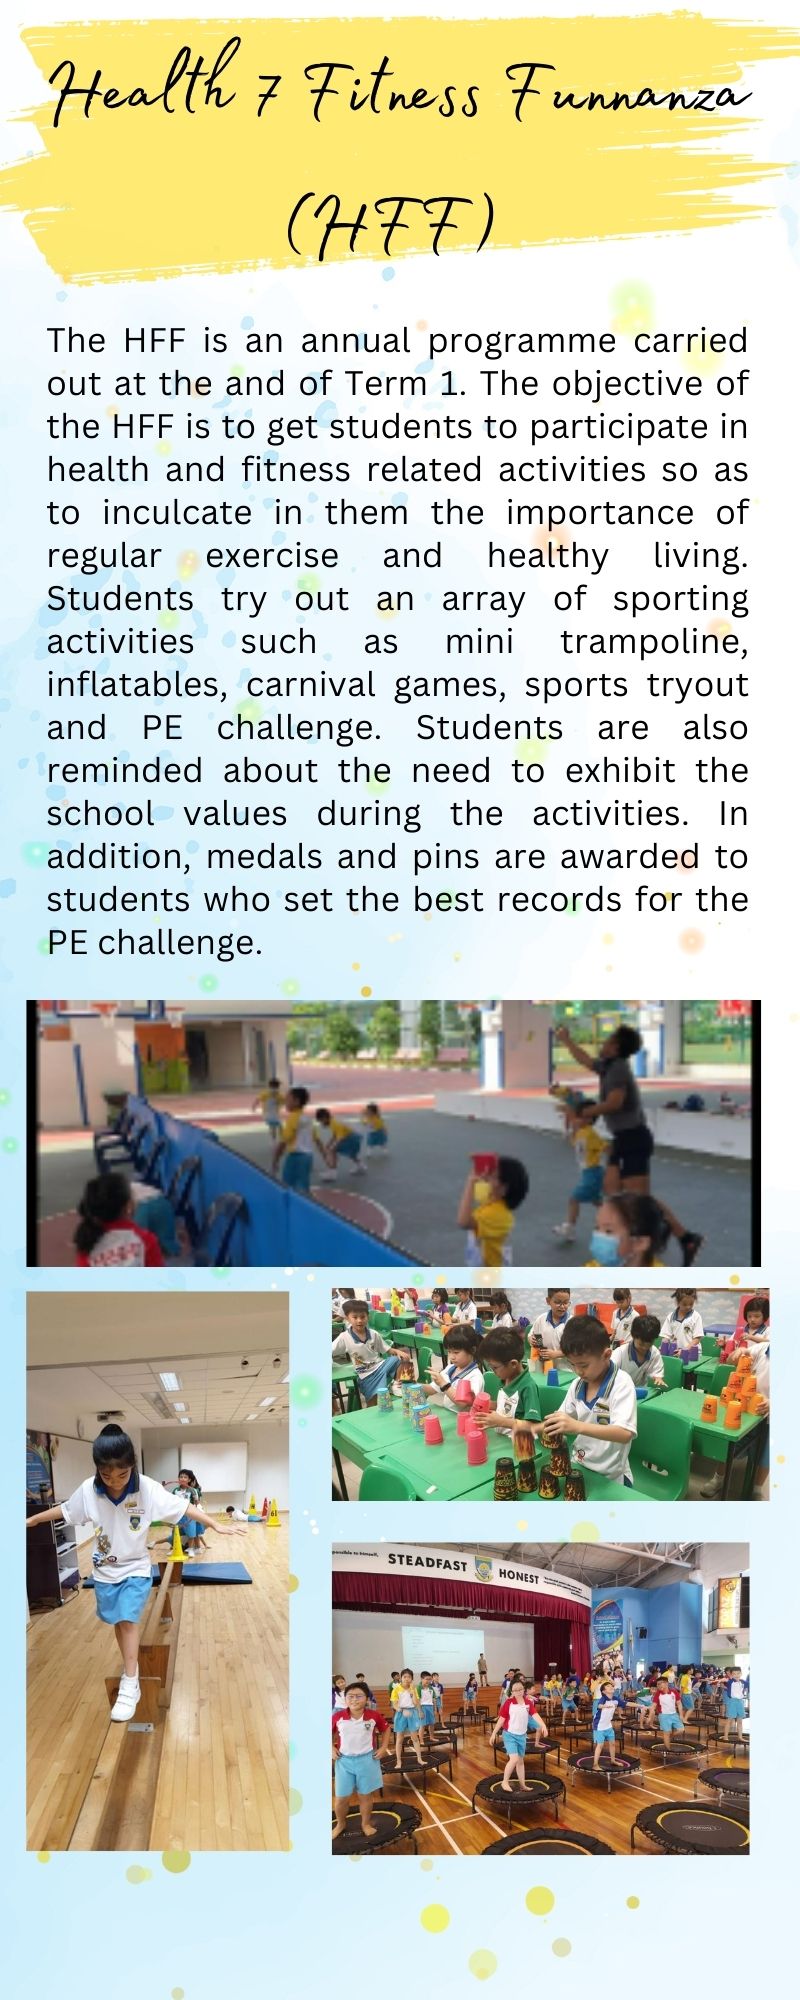 Health 7 Fitness Funnanza
(HFF)
The HFF is an annual programme carried
out at the and of Term 1. The objective of
the HFF is to get students to participate in
health and fitness related activities so as
to inculcate in them the importance of
regular exercise and healthy living.
Students try out an array of sporting
activities such as mini trampoline,
inflatables, carnival games, sports tryout
and PE challenge. Students are also
reminded about the need to exhibit the
school values during the activities. In
addition, medals and pins are awarded to
students who set the best records for the
PE challenge.
STEADFAST HONEST